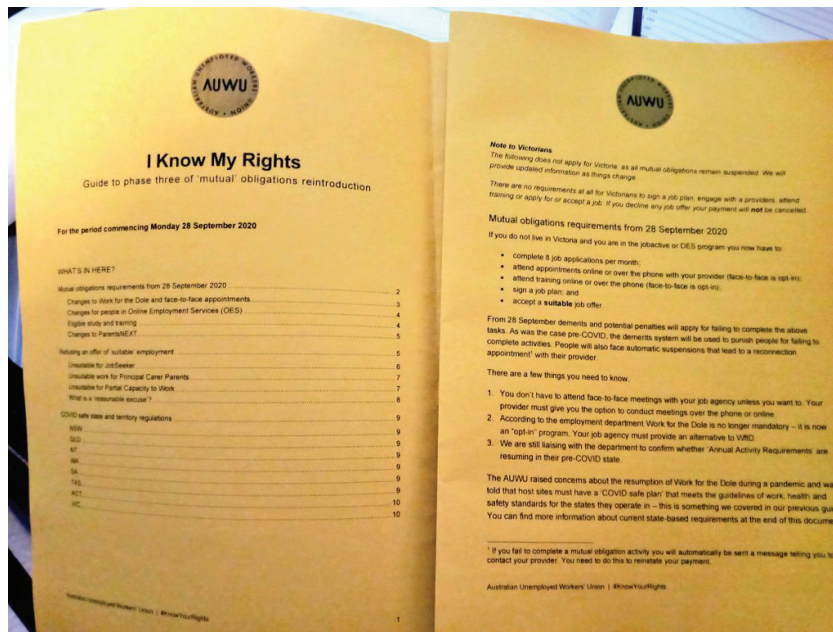 AUSTRALIAN UNEMPLOYED WORKERS UNION
AUWU
I Know My Rights
Guide to phase three of 'mutual' obligations reintroduction
For the period commencing Monday 28 September 2020
WHAT'S IN HERE?
Mutual obligations requirements from 28 September 2020 2
Changes to Work for the Dole and face-to-face appointments 3
Changes for people in Online Employment Services (OES) 4
Eligible study and training 4
Changes to ParentsNEXT 5
Refusing an offer of 'suitable' employment 5
Unsuitable for JobSeeker 6
Unsuitable work for Principal Carer Parents 7
Unsuitable for Partial Capacity to Work 7
What is a 'reasonable excuse'? 8
COVID safe state and territory regulations 9
NSW 9
QLD 9
NT 9
WA 9
SA 9
TAS 9
ACT 10
VIC 10
Australian Unemployed Workers' Union | #KnowYourRights
1
AUWU
Note to Victorians
The following does not apply for Victoria, as all mutual obligations remain suspended. We will
provide updated information as things change.
There are no requirements at all for Victorians to sign a job plan, engage with a providers, attend
training or apply for or accept a job. If you decline any job offer your payment will not be cancelled.
Mutual obligations requirements from 28 September 2020
If you do not live in Victoria and you are in the jobactive or DES program you now have to:
• complete 8 job applications per month;
• attend appointments online or over the phone with your provider (face-to-face is opt-in);
• attend training online or over the phone (face-to-face is opt-in);
• sign a job plan; and
• accept a suitable job offer.
From 28 September demerits and potential penalties will apply for failing to complete the above
tasks. As was the case pre-COVID, the demerits system will be used to punish people for failing to
complete activities. People will also face automatic suspensions that lead to a reconnection
appointment¹ with their provider.
There are a few things you need to know.
1. You don't have to attend face-to-face meetings with your job agency unless you want to. Your
provider must give you the option to conduct meetings over the phone or online.
2. According to the employment department Work for the Dole is no longer mandatory – it is now
an "opt-in" program. Your job agency must provide an alternative to WftD.
3. We are still liaising with the department to confirm whether 'Annual Activity Requirements' are
resuming in their pre-COVID state.
The AUWU raised concerns about the resumption of Work for the Dole during a pandemic and wa
told that host sites must have a 'COVID safe plan' that meets the guidelines of work, health and
safety standards for the states they operate in – this is something we covered in our previous gui
You can find more information about current state-based requirements at the end of this docume
¹ If you fail to complete a mutual obligation activity you will automatically be sent a message telling you to
contact your provider. You need to do this to reinstate your payment.
Australian Unemployed Workers' Union | #KnowYourRights